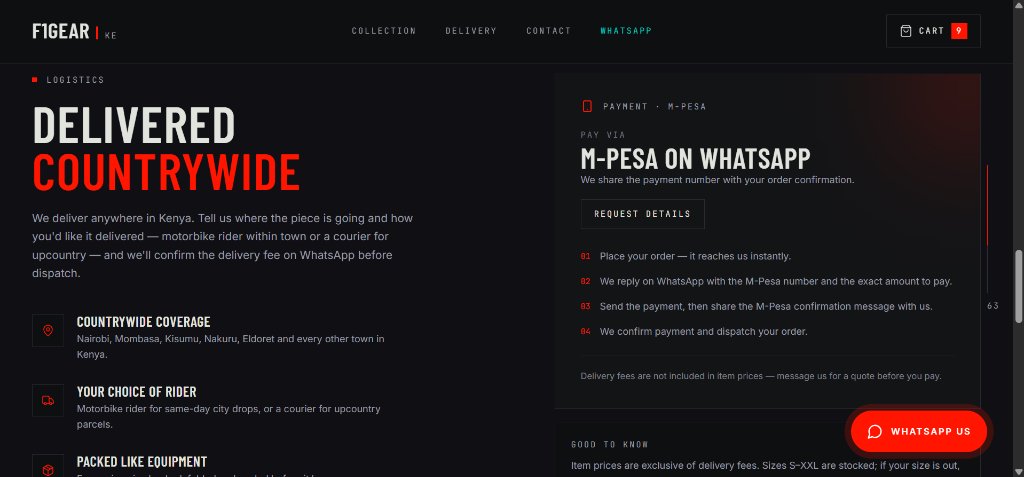 F1GEAR | KE
COLLECTION
DELIVERY
CONTACT
WHATSAPP
CART 9
LOGISTICS
DELIVERED
COUNTRYWIDE
We deliver anywhere in Kenya. Tell us where the piece is going and how
you'd like it delivered — motorbike rider within town or a courier for
upcountry — and we'll confirm the delivery fee on WhatsApp before
dispatch.
COUNTRYWIDE COVERAGE
Nairobi, Mombasa, Kisumu, Nakuru, Eldoret and every other town in
Kenya.
YOUR CHOICE OF RIDER
Motorbike rider for same-day city drops, or a courier for upcountry
parcels.
PACKED LIKE EQUIPMENT
PAYMENT · M-PESA
PAY VIA
M-PESA ON WHATSAPP
We share the payment number with your order confirmation.
REQUEST DETAILS
01 Place your order — it reaches us instantly.
02 We reply on WhatsApp with the M-Pesa number and the exact amount to pay.
03 Send the payment, then share the M-Pesa confirmation message with us.
04 We confirm payment and dispatch your order.
Delivery fees are not included in item prices — message us for a quote before you pay.
63
WHATSAPP US
GOOD TO KNOW
Item prices are exclusive of delivery fees. Sizes S–XXL are stocked; if your size is out,